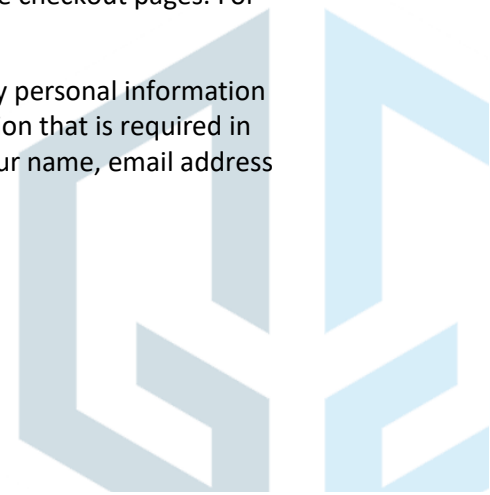 checkout pages. For
personal information
on that is required in
ur name, email address